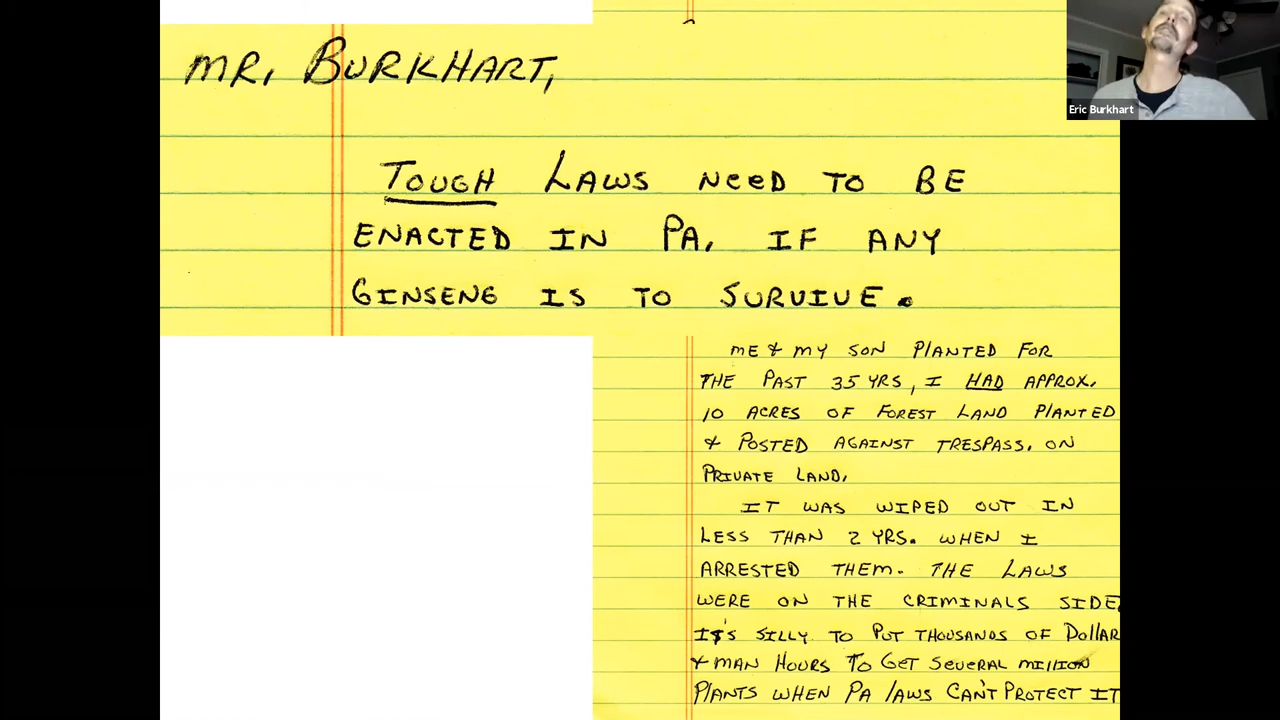 MR. BURKHART,
TOUGH LAWS NEED TO BE
ENACTED IN PA. IF ANY
GINSENG IS TO SURVIVE.
ME & MY SON PLANTED FOR
THE PAST 35 YRS, I HAD APPROX.
10 ACRES OF FOREST LAND PLANTED
& POSTED AGAINST TRESPASS. ON
PRIVATE LAND.
IT WAS WIPED OUT IN
LESS THAN 2 YRS. WHEN I
ARRESTED THEM. THE LAWS
WERE ON THE CRIMINALS SIDE
IT'S SILLY TO PUT THOUSANDS OF DOLLAR
& MAN HOURS TO GET SEVERAL MILLION
PLANTS WHEN PA LAWS CAN'T PROTECT IT
Eric Burkhart